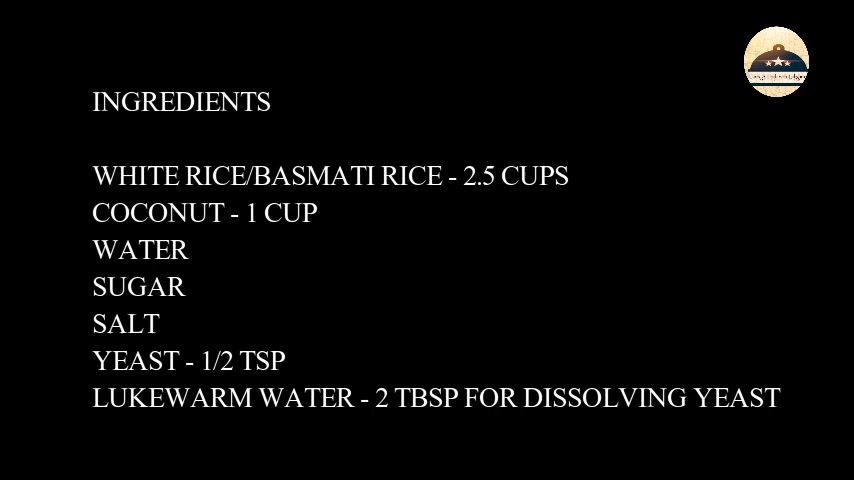 INGREDIENTS
WHITE RICE/BASMATI RICE - 2.5 CUPS
COCONUT - 1 CUP
WATER
SUGAR
SALT
YEAST - 1/2 TSP
LUKEWARM WATER - 2 TBSP FOR DISSOLVING YEAST